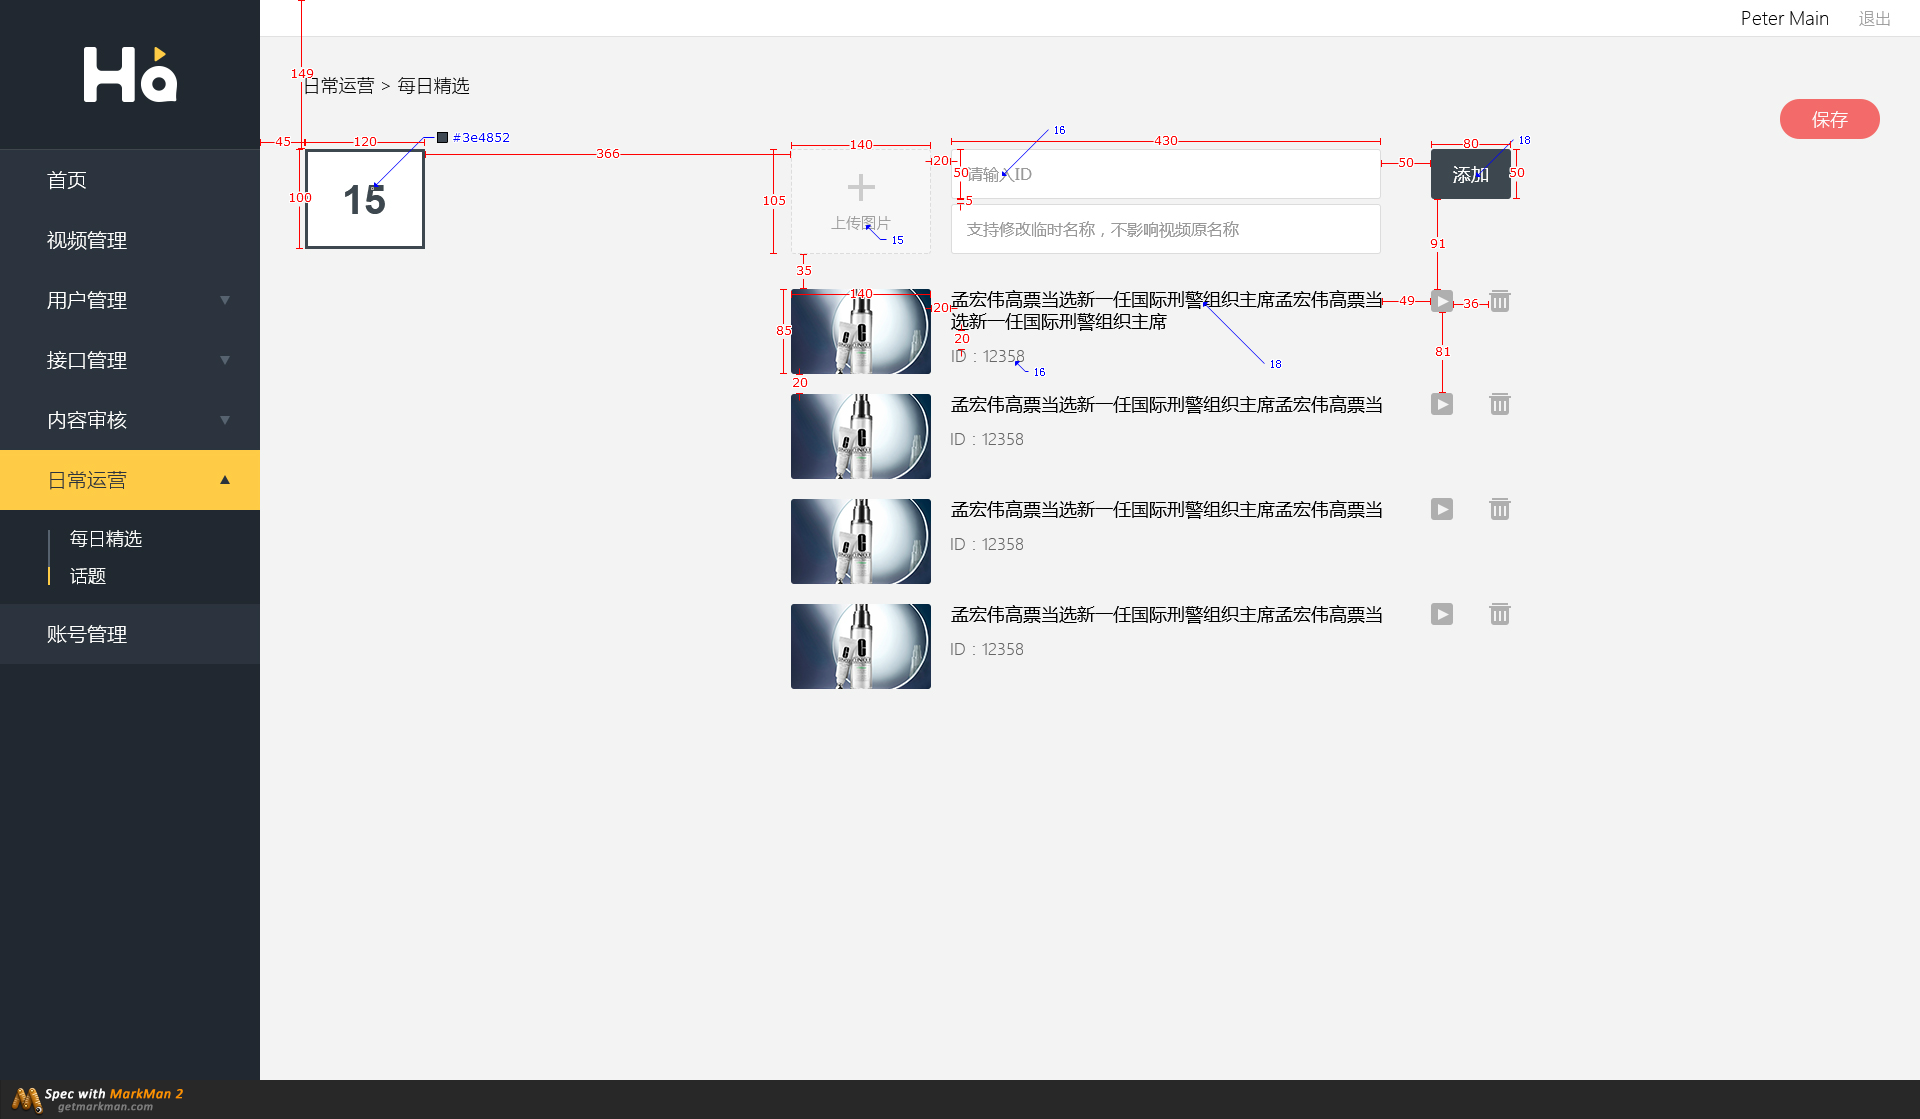 Peter Main 退出
Ha
149
日常运营 > 每日精选
保存
45 120 #3e4852 366 140 20 430 16 50 80 18
100 15 105 上传图片 15 50 请输入ID 添加 50
5
支持修改临时名称，不影响视频原名称
91
35
首页
视频管理
用户管理
接口管理
内容审核
日常运营
每日精选
话题
账号管理
140 20 孟宏伟高票当选新一任国际刑警组织主席孟宏伟高票当 49 36
选新一任国际刑警组织主席
85 20 81
ID：12358
16 18
20
孟宏伟高票当选新一任国际刑警组织主席孟宏伟高票当
ID：12358
孟宏伟高票当选新一任国际刑警组织主席孟宏伟高票当
ID：12358
孟宏伟高票当选新一任国际刑警组织主席孟宏伟高票当
ID：12358
Spec with MarkMan 2
getmarkman.com